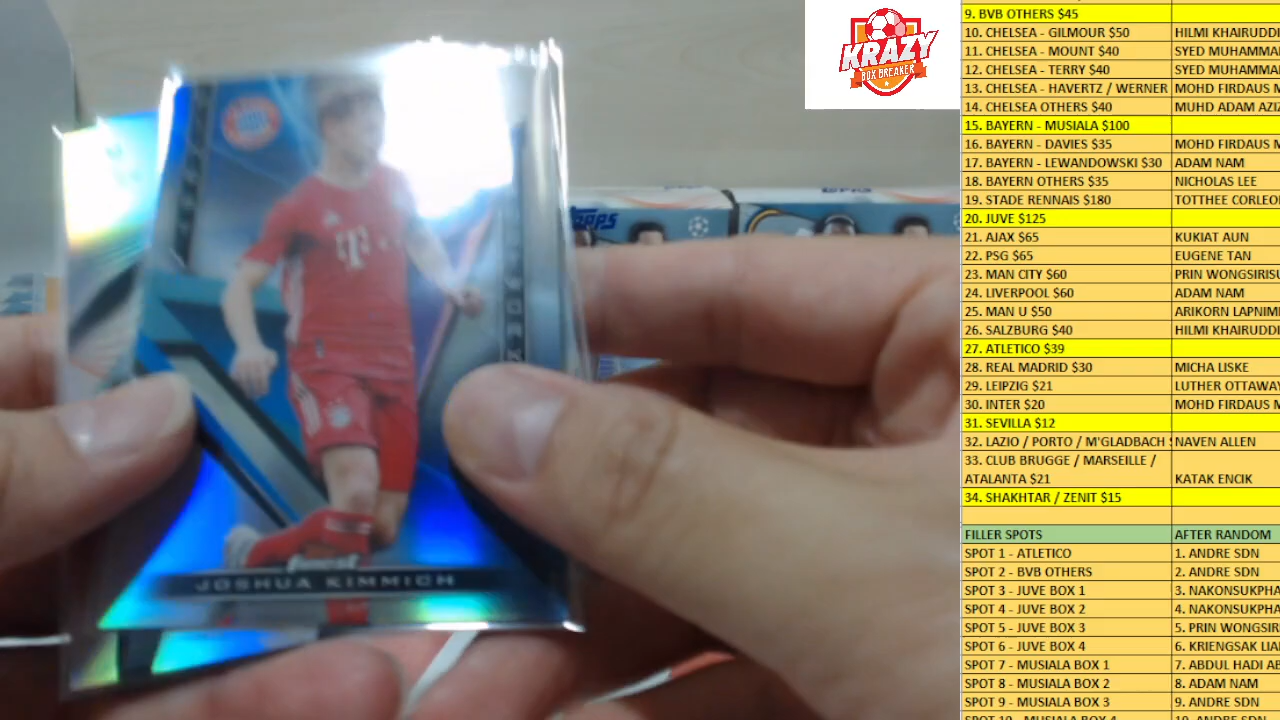 KRAZY
BOX BREAKER
TOPPS
T
JOSHUA KIMMICH
finest
9. BVB OTHERS $45
10. CHELSEA - GILMOUR $50 HILMI KHAIRUDDI
11. CHELSEA - MOUNT $40 SYED MUHAMMA
12. CHELSEA - TERRY $40 SYED MUHAMMA
13. CHELSEA - HAVERTZ / WERNER MOHD FIRDAUS M
14. CHELSEA OTHERS $40 MUHD ADAM AZI
15. BAYERN - MUSIALA $100
16. BAYERN - DAVIES $35 MOHD FIRDAUS M
17. BAYERN - LEWANDOWSKI $30 ADAM NAM
18. BAYERN OTHERS $35 NICHOLAS LEE
19. STADE RENNAIS $180 TOTTHEE CORLEO
20. JUVE $125
21. AJAX $65 KUKIAT AUN
22. PSG $65 EUGENE TAN
23. MAN CITY $60 PRIN WONGSIRISU
24. LIVERPOOL $60 ADAM NAM
25. MAN U $50 ARIKORN LAPNIM
26. SALZBURG $40 HILMI KHAIRUDDI
27. ATLETICO $39
28. REAL MADRID $30 MICHA LISKE
29. LEIPZIG $21 LUTHER OTTAWAY
30. INTER $20 MOHD FIRDAUS M
31. SEVILLA $12
32. LAZIO / PORTO / M'GLADBACH NAVEN ALLEN
33. CLUB BRUGGE / MARSEILLE /
ATALANTA $21 KATAK ENCIK
34. SHAKHTAR / ZENIT $15
FILLER SPOTS AFTER RANDOM
SPOT 1 - ATLETICO 1. ANDRE SDN
SPOT 2 - BVB OTHERS 2. ANDRE SDN
SPOT 3 - JUVE BOX 1 3. NAKONSUKPHA
SPOT 4 - JUVE BOX 2 4. NAKONSUKPHA
SPOT 5 - JUVE BOX 3 5. PRIN WONGSIR
SPOT 6 - JUVE BOX 4 6. KRIENGSAK LIA
SPOT 7 - MUSIALA BOX 1 7. ABDUL HADI AB
SPOT 8 - MUSIALA BOX 2 8. ADAM NAM
SPOT 9 - MUSIALA BOX 3 9. ANDRE SDN
SPOT 10 - MUSIALA BOX 4 10. ANDRE SDN